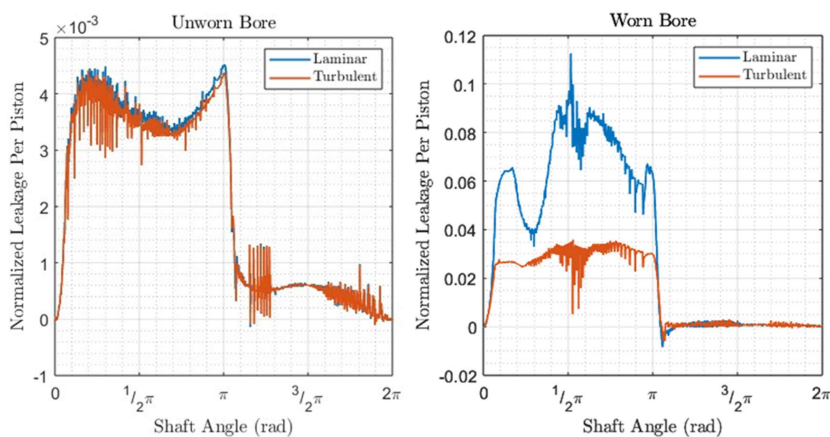 Unworn Bore
×10⁻³
Normalized Leakage Per Piston
5
4
3
2
1
0
-1
Laminar
Turbulent
0
1/2π
π
3/2π
2π
Shaft Angle (rad)
Worn Bore
Normalized Leakage Per Piston
0.12
0.1
0.08
0.06
0.04
0.02
0
-0.02
Laminar
Turbulent
0
1/2π
π
3/2π
2π
Shaft Angle (rad)